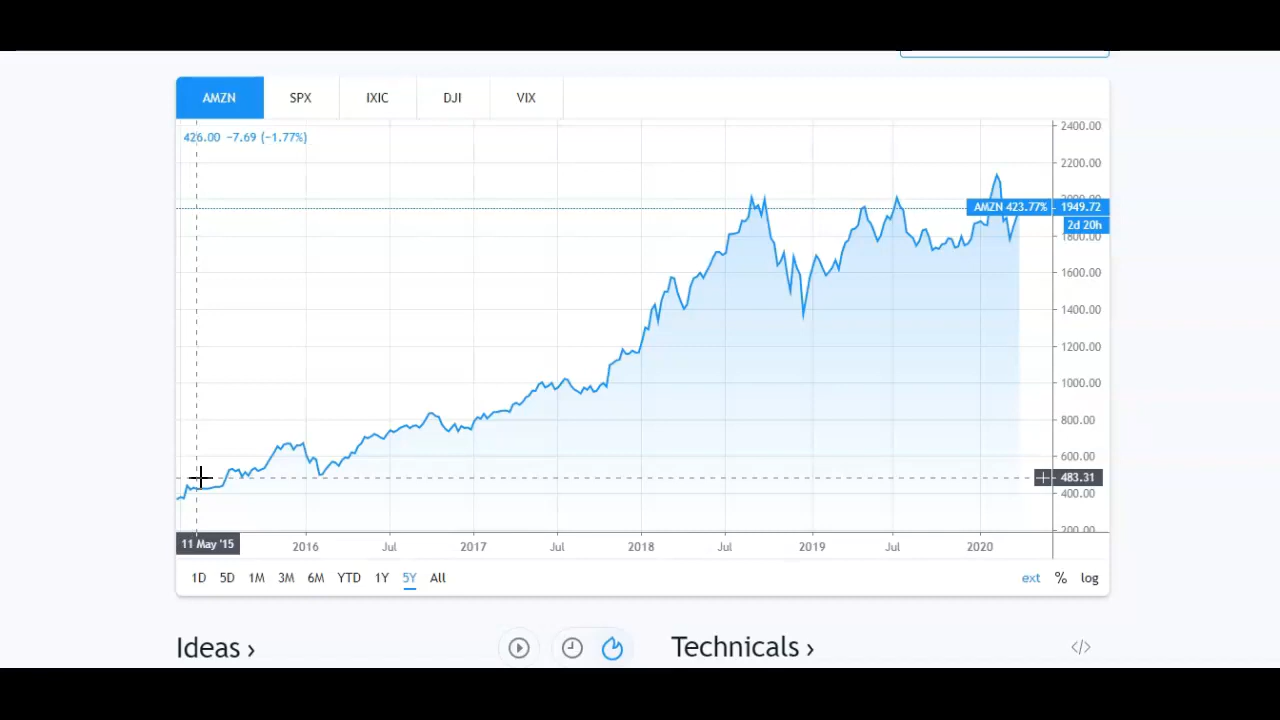 AMZN SPX IXIC DJI VIX
426.00 −7.69 (−1.77%)
2400.00
2200.00
2000.00
AMZN 423.77% 1949.72
2d 20h
1800.00
1600.00
1400.00
1200.00
1000.00
800.00
600.00
483.31
400.00
200.00
11 May '15 2016 Jul 2017 Jul 2018 Jul 2019 Jul 2020
1D 5D 1M 3M 6M YTD 1Y 5Y All ext % log
Ideas › Technicals › </>